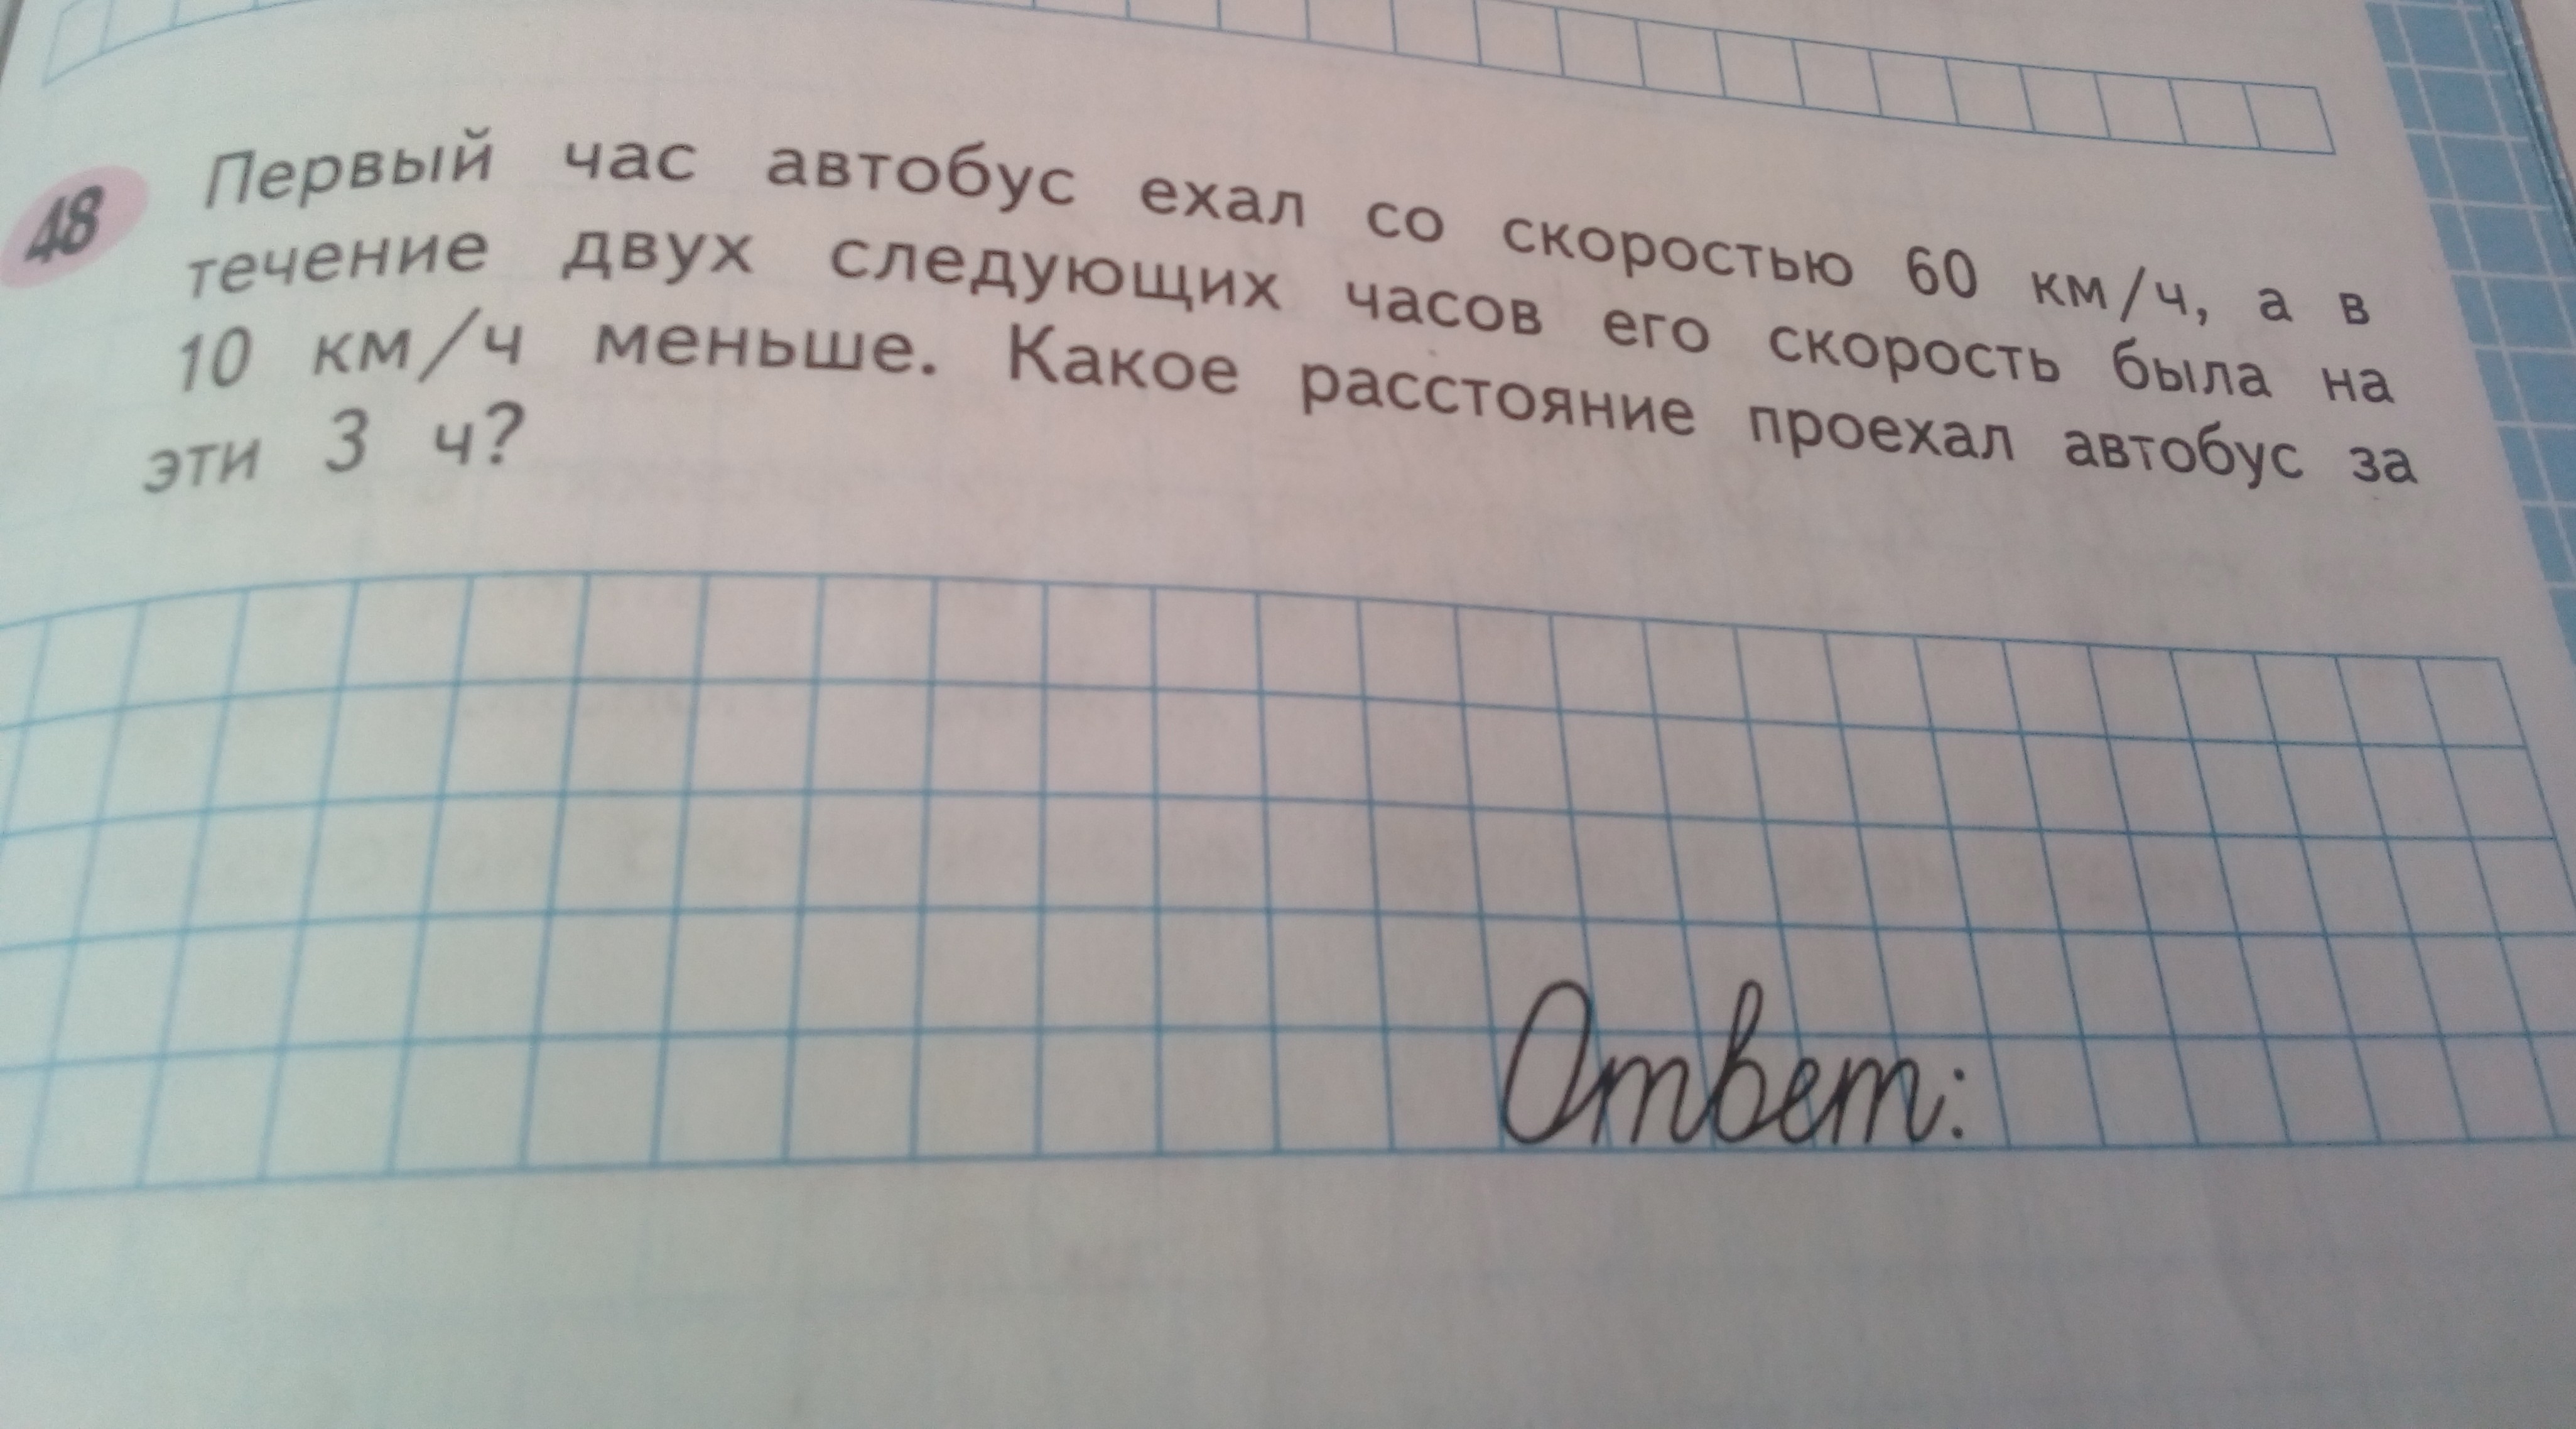 48 Первый час автобус ехал со скоростью 60 км/ч, а в
течение двух следующих часов его скорость была на
10 км/ч меньше. Какое расстояние проехал автобус за
эти 3 ч?
Ответ: